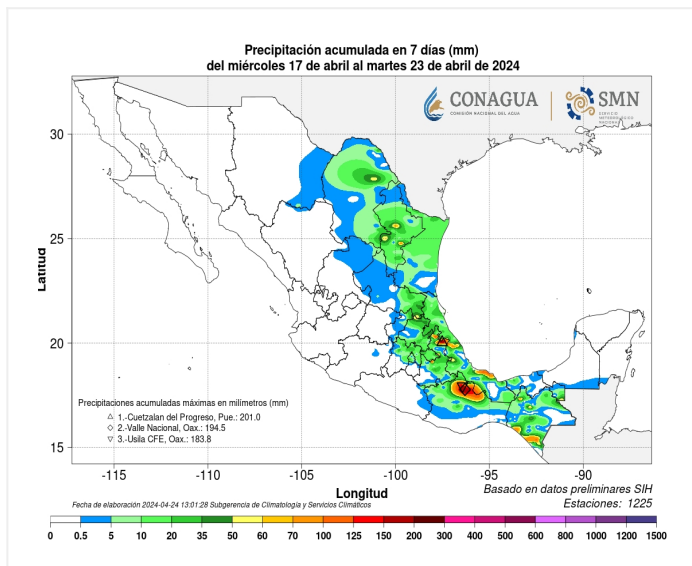 Precipitación acumulada en 7 días (mm)
del miércoles 17 de abril al martes 23 de abril de 2024
CONAGUA
COMISIÓN NACIONAL DEL AGUA
SMN
SERVICIO
METEOROLÓGICO
NACIONAL
30
25
20
15
Latitud
Precipitaciones acumuladas máximas en milímetros (mm)
1.-Cuetzalan del Progreso, Pue.: 201.0
2.-Valle Nacional, Oax.: 194.5
3.-Usila CFE, Oax.: 183.8
-115 -110 -105 -100 -95 -90
Longitud
Basado en datos preliminares SIH
Estaciones: 1225
Fecha de elaboración 2024-04-24 13:01:28 Subgerencia de Climatología y Servicios Climáticos
0 0.5 5 10 20 35 50 60 70 100 125 150 200 300 400 500 600 800 1000 1200 1500